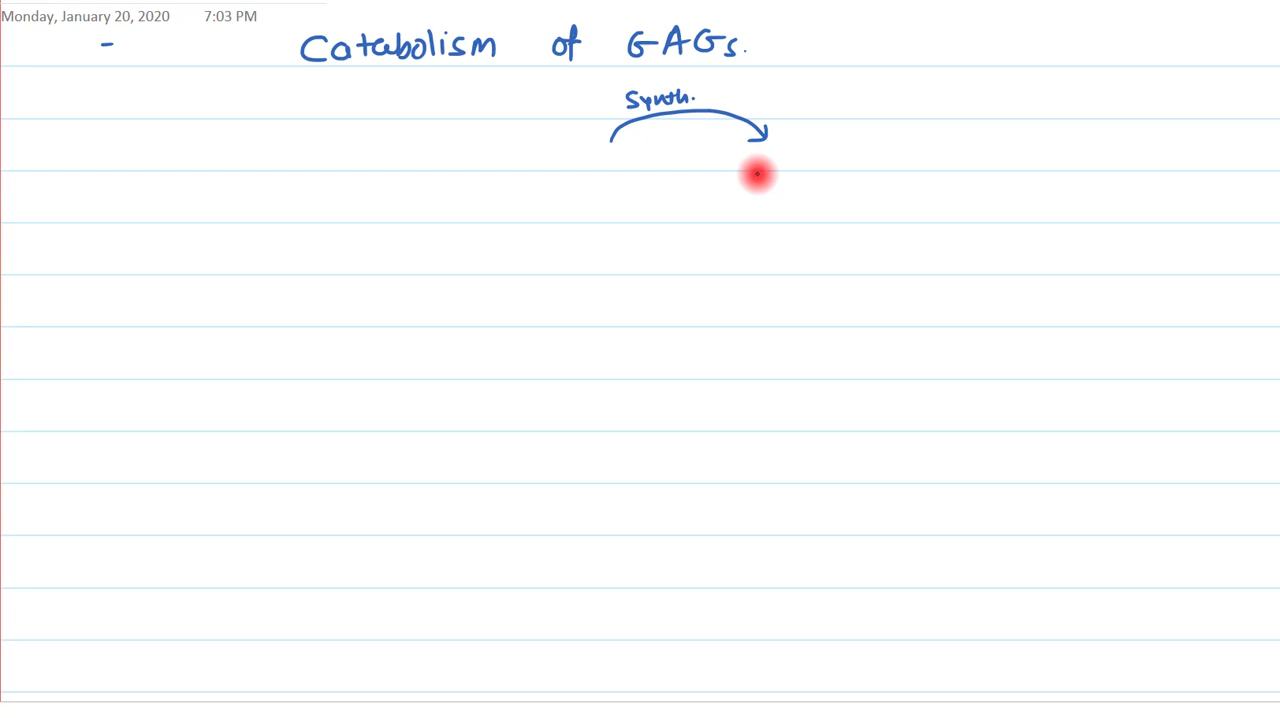 Monday, January 20, 2020 7:03 PM
- Catabolism of GAGs.
Synth.